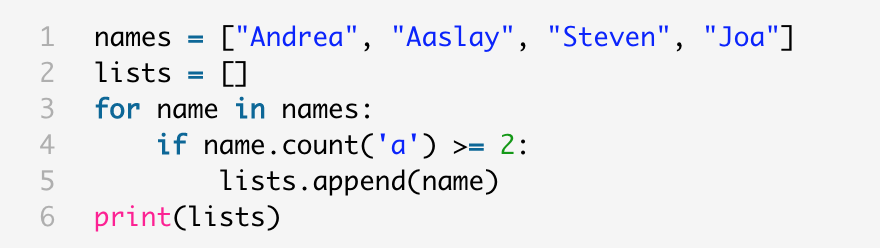 1 names = ["Andrea", "Aaslay", "Steven", "Joa"]
2 lists = []
3 for name in names:
4     if name.count('a') >= 2:
5         lists.append(name)
6 print(lists)